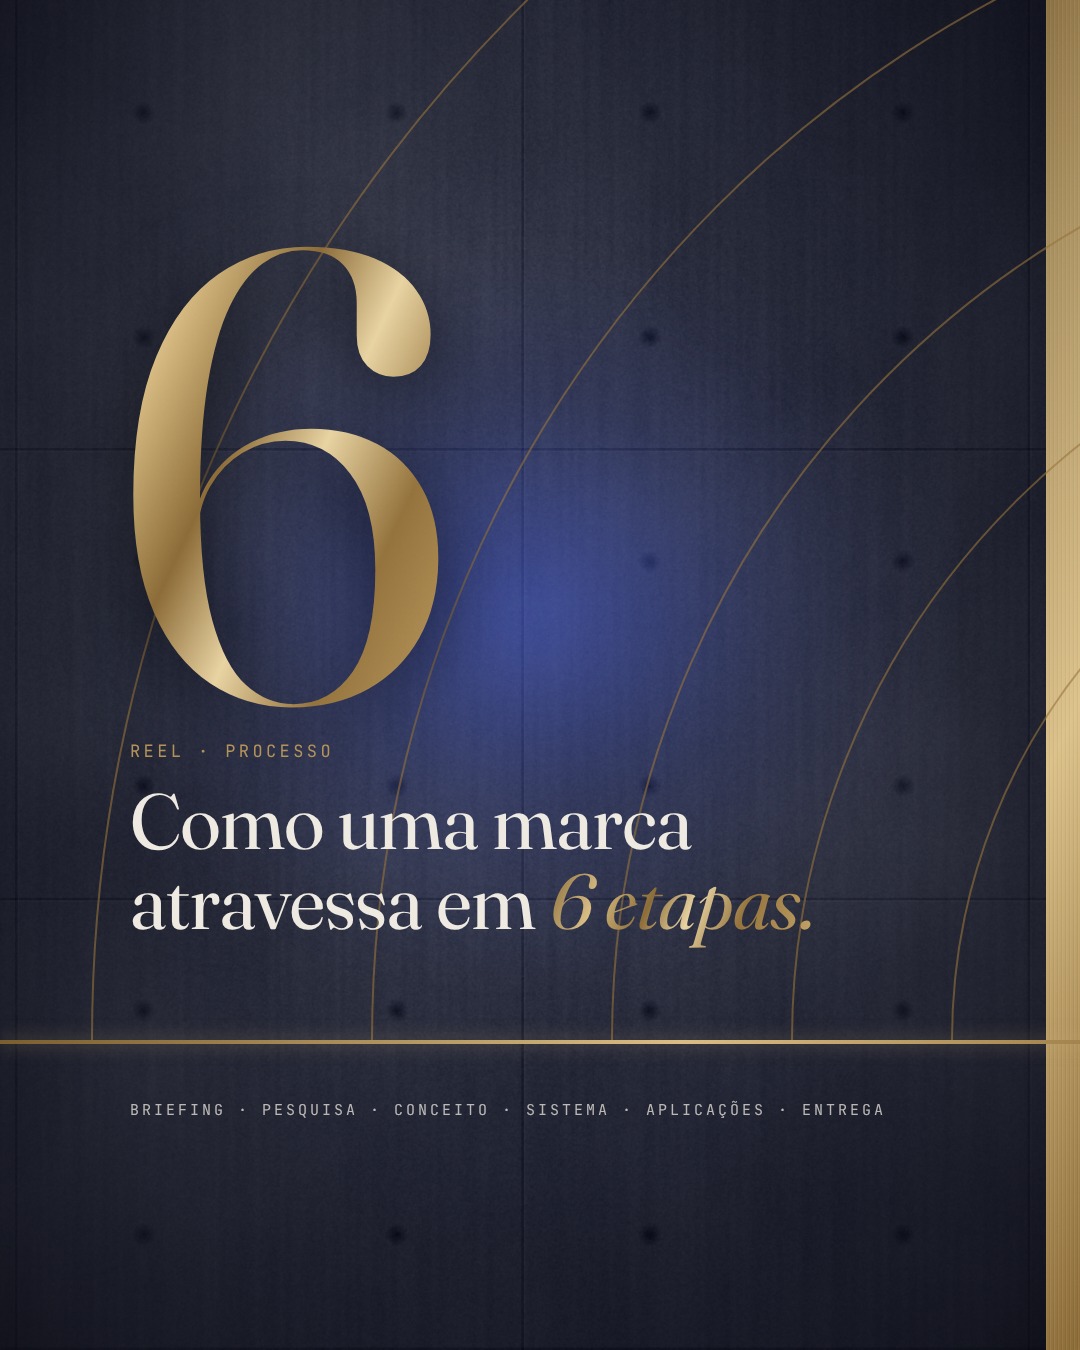 6
REEL · PROCESSO
Como uma marca
atravessa em 6 etapas.
BRIEFING · PESQUISA · CONCEITO · SISTEMA · APLICAÇÕES · ENTREGA